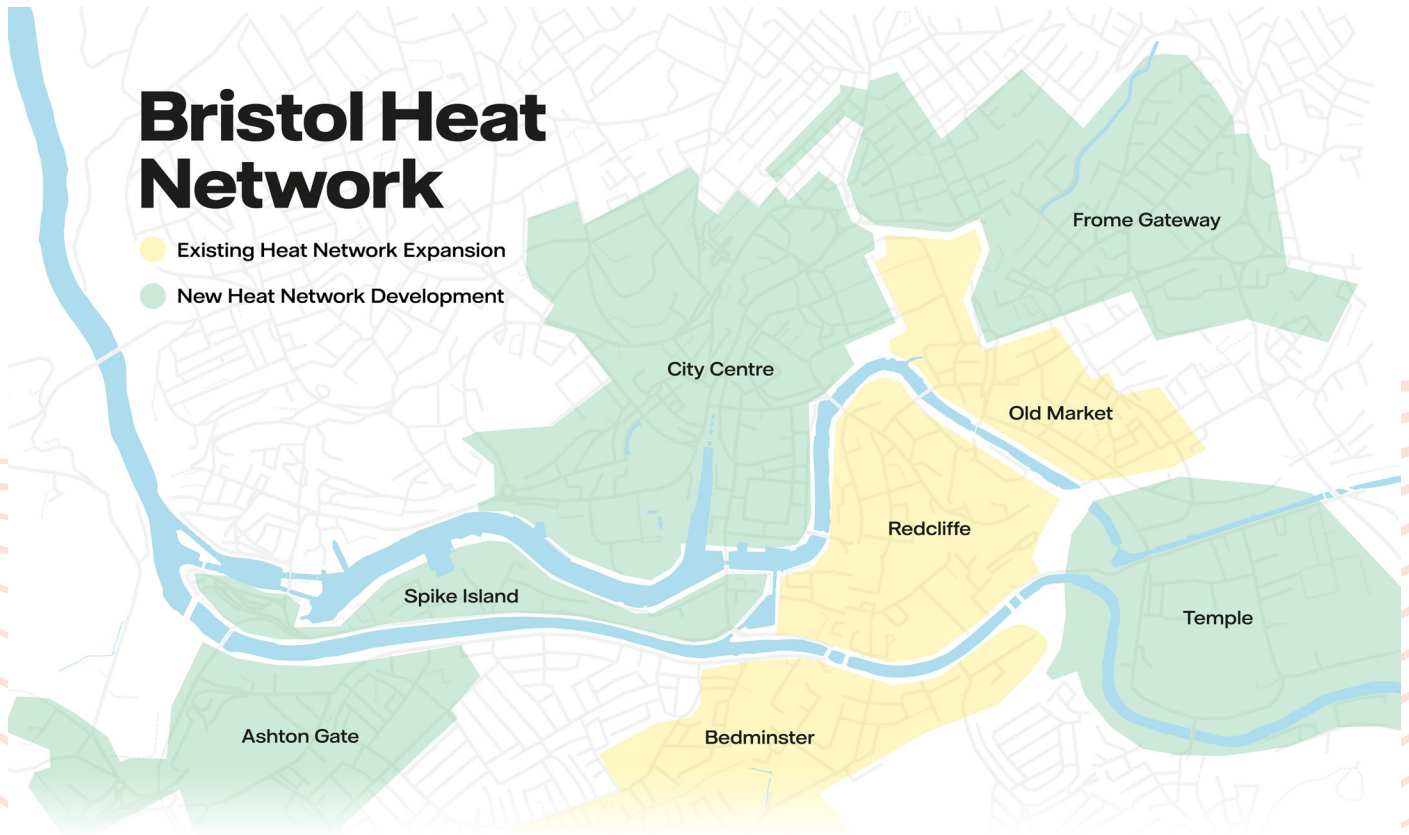 Bristol Heat
Network
Existing Heat Network Expansion
New Heat Network Development
Frome Gateway
City Centre
Old Market
Redcliffe
Spike Island
Temple
Ashton Gate
Bedminster